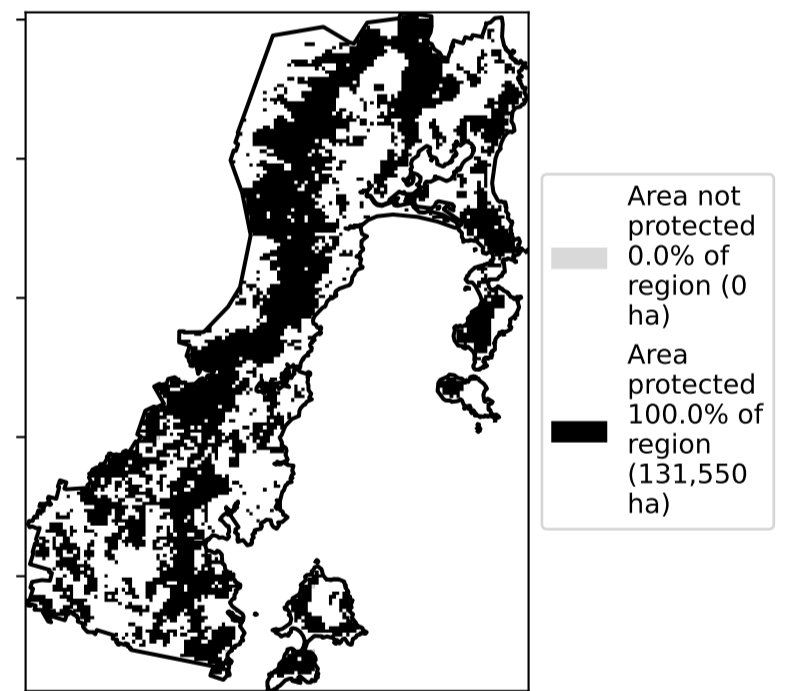 Area not
protected
0.0% of
region (0
ha)
Area
protected
100.0% of
region
(131,550
ha)